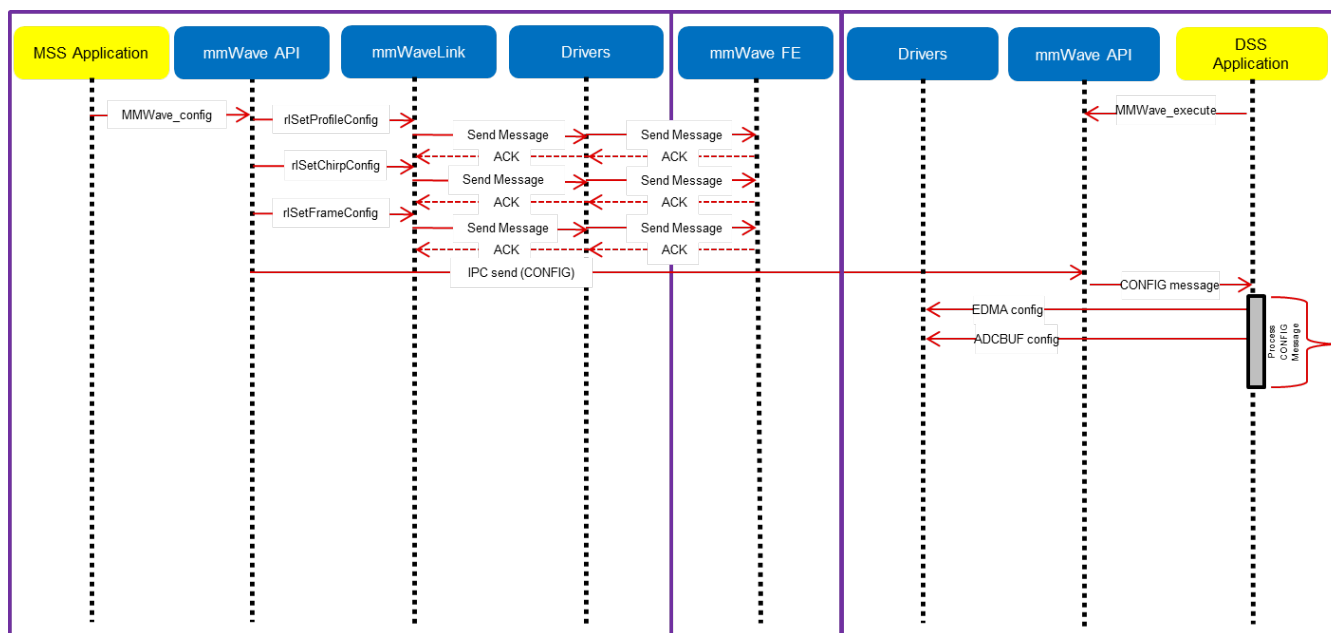 MSS Application
mmWave API
mmWaveLink
Drivers
mmWave FE
Drivers
mmWave API
DSS
Application
MMWave_config
rlSetProfileConfig
MMWave_execute
Send Message
Send Message
ACK
ACK
rlSetChirpConfig
Send Message
Send Message
ACK
ACK
rlSetFrameConfig
Send Message
Send Message
ACK
ACK
IPC send (CONFIG)
CONFIG message
EDMA config
ADCBUF config
Process
CONFIG
Message